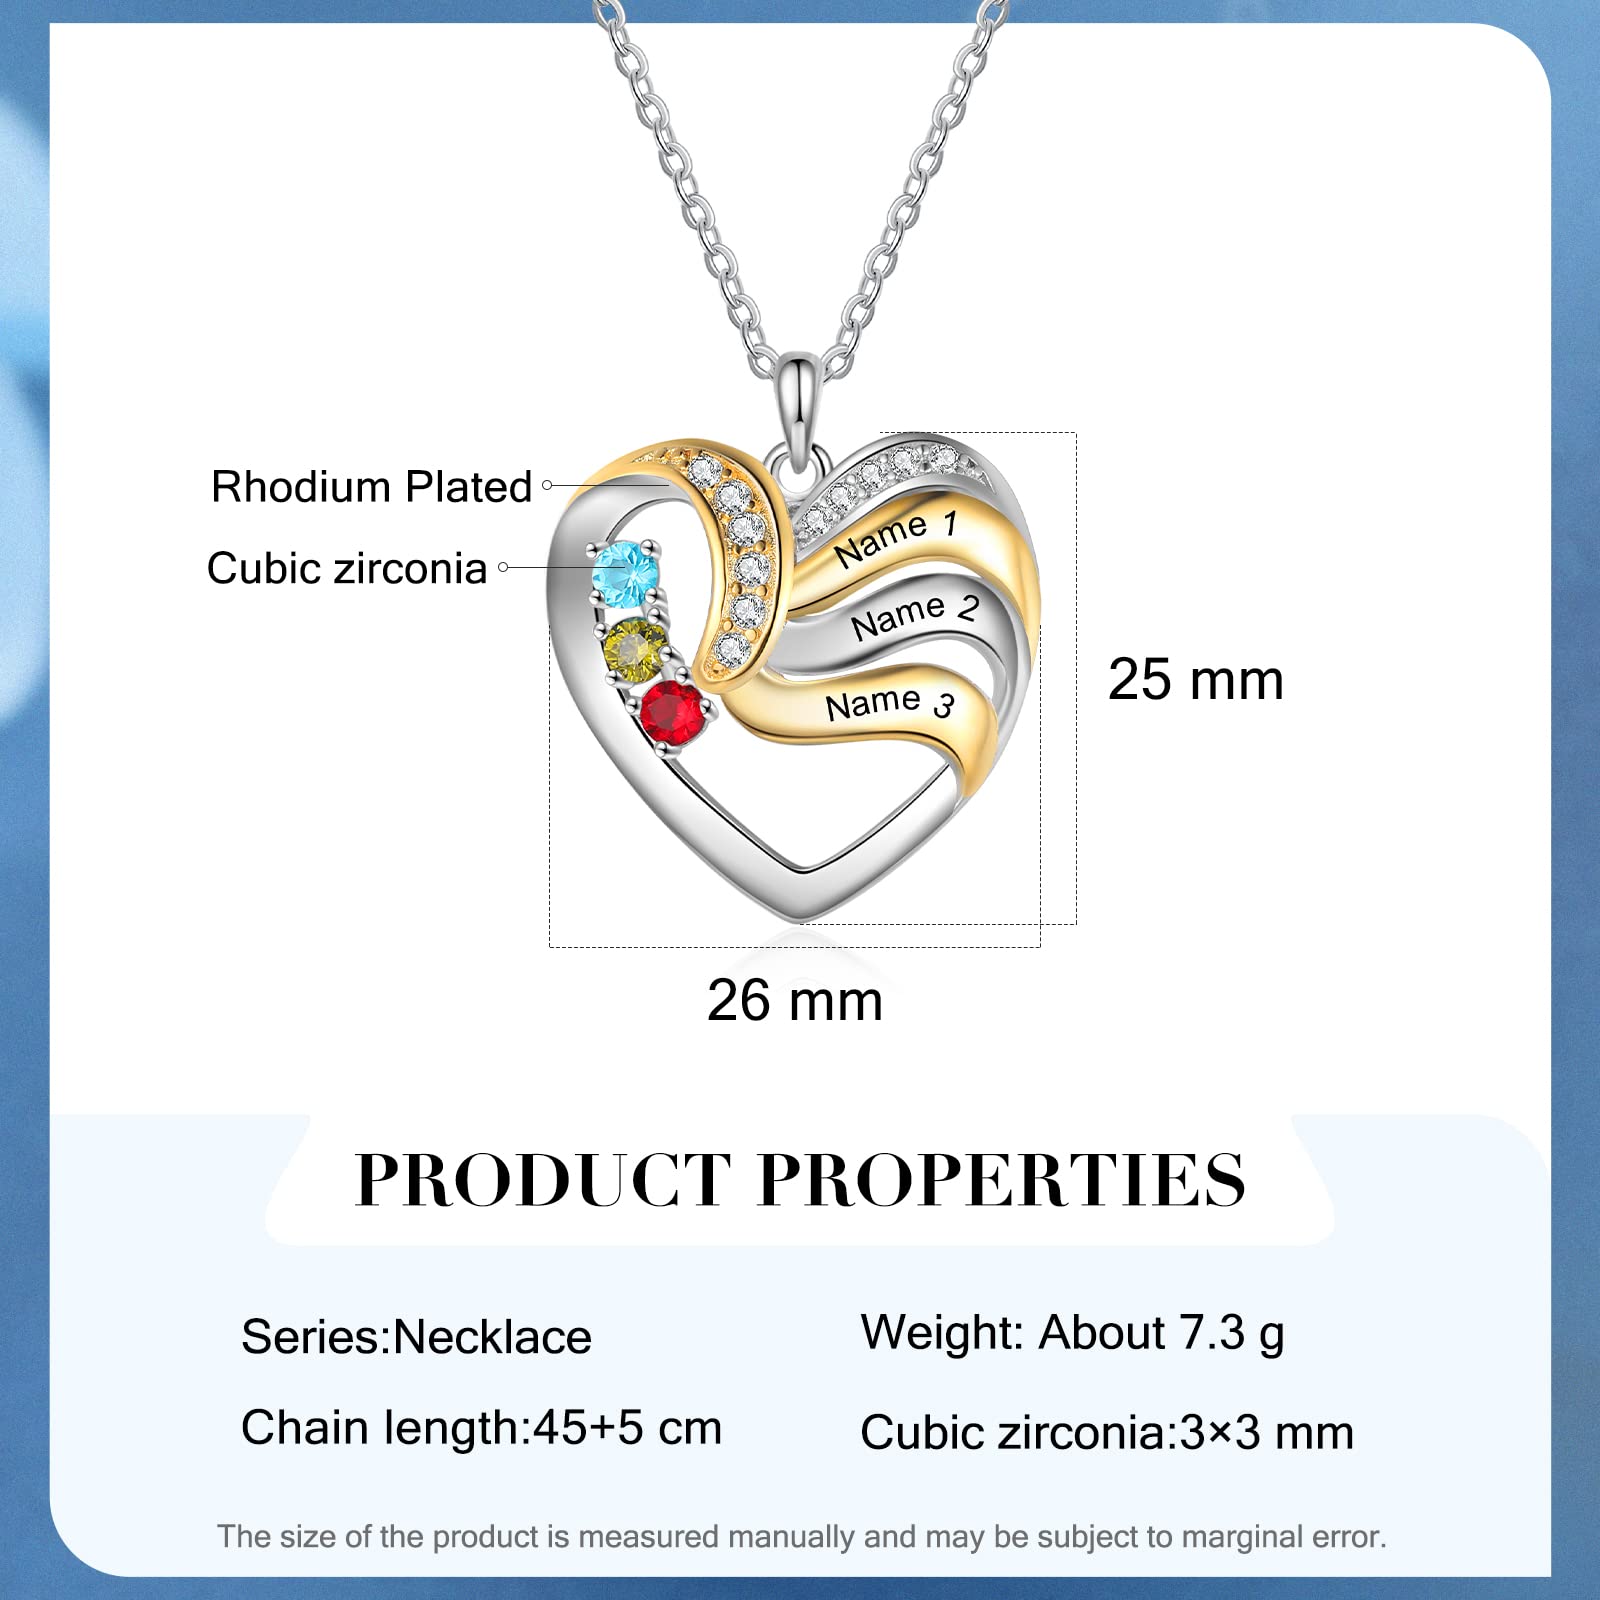 Rhodium Plated
Cubic zirconia
Name 1
Name 2
Name 3
25 mm
26 mm
PRODUCT PROPERTIES
Series:Necklace
Weight: About 7.3 g
Chain length:45+5 cm
Cubic zirconia:3×3 mm
The size of the product is measured manually and may be subject to marginal error.